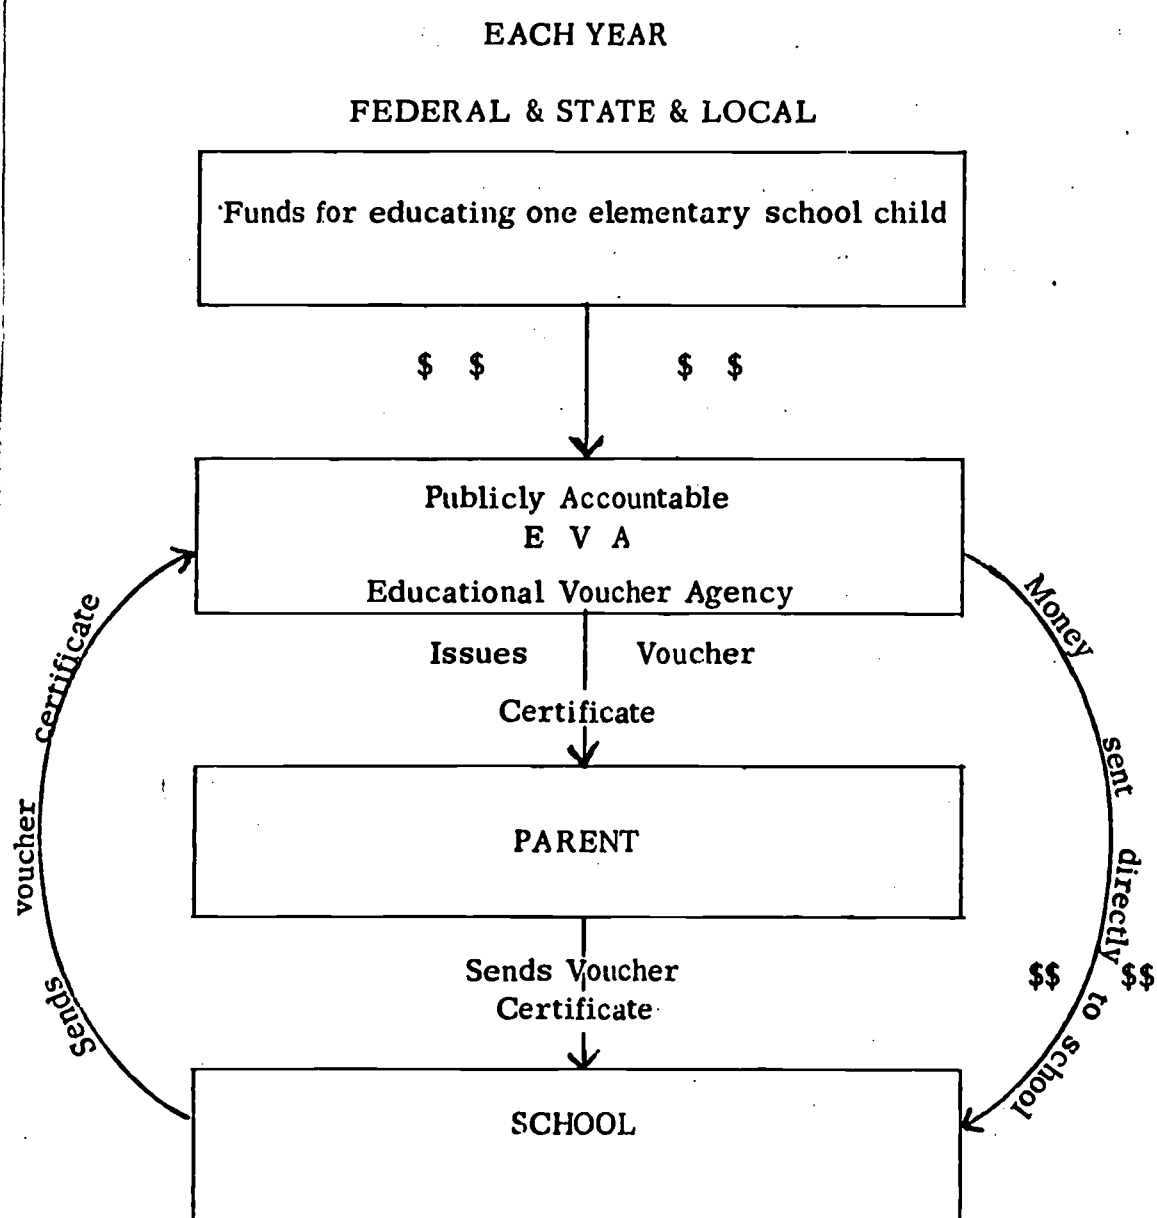 EACH YEAR
FEDERAL & STATE & LOCAL
Funds for educating one elementary school child
$ $ $ $
Publicly Accountable
E V A
Educational Voucher Agency
Issues Voucher
Certificate
PARENT
Sends Voucher
Certificate
SCHOOL
Sends voucher certificate
Money sent directly to school
$$ $$